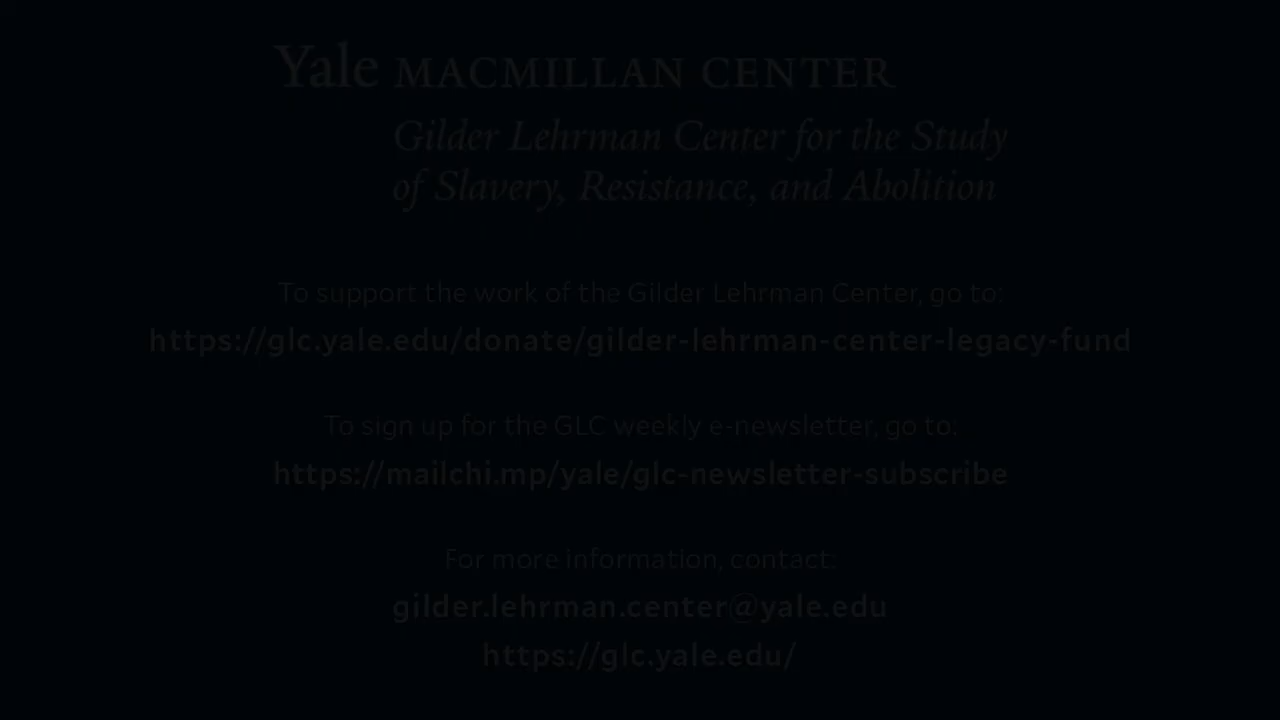 Yale MACMILLAN CENTER
Gilder Lehrman Center for the Study
of Slavery, Resistance, and Abolition
To support the work of the Gilder Lehrman Center, go to:
https://glc.yale.edu/donate/gilder-lehrman-center-legacy-fund
To sign up for the GLC weekly e-newsletter, go to:
https://mailchi.mp/yale/glc-newsletter-subscribe
For more information, contact:
gilder.lehrman.center@yale.edu
https://glc.yale.edu/